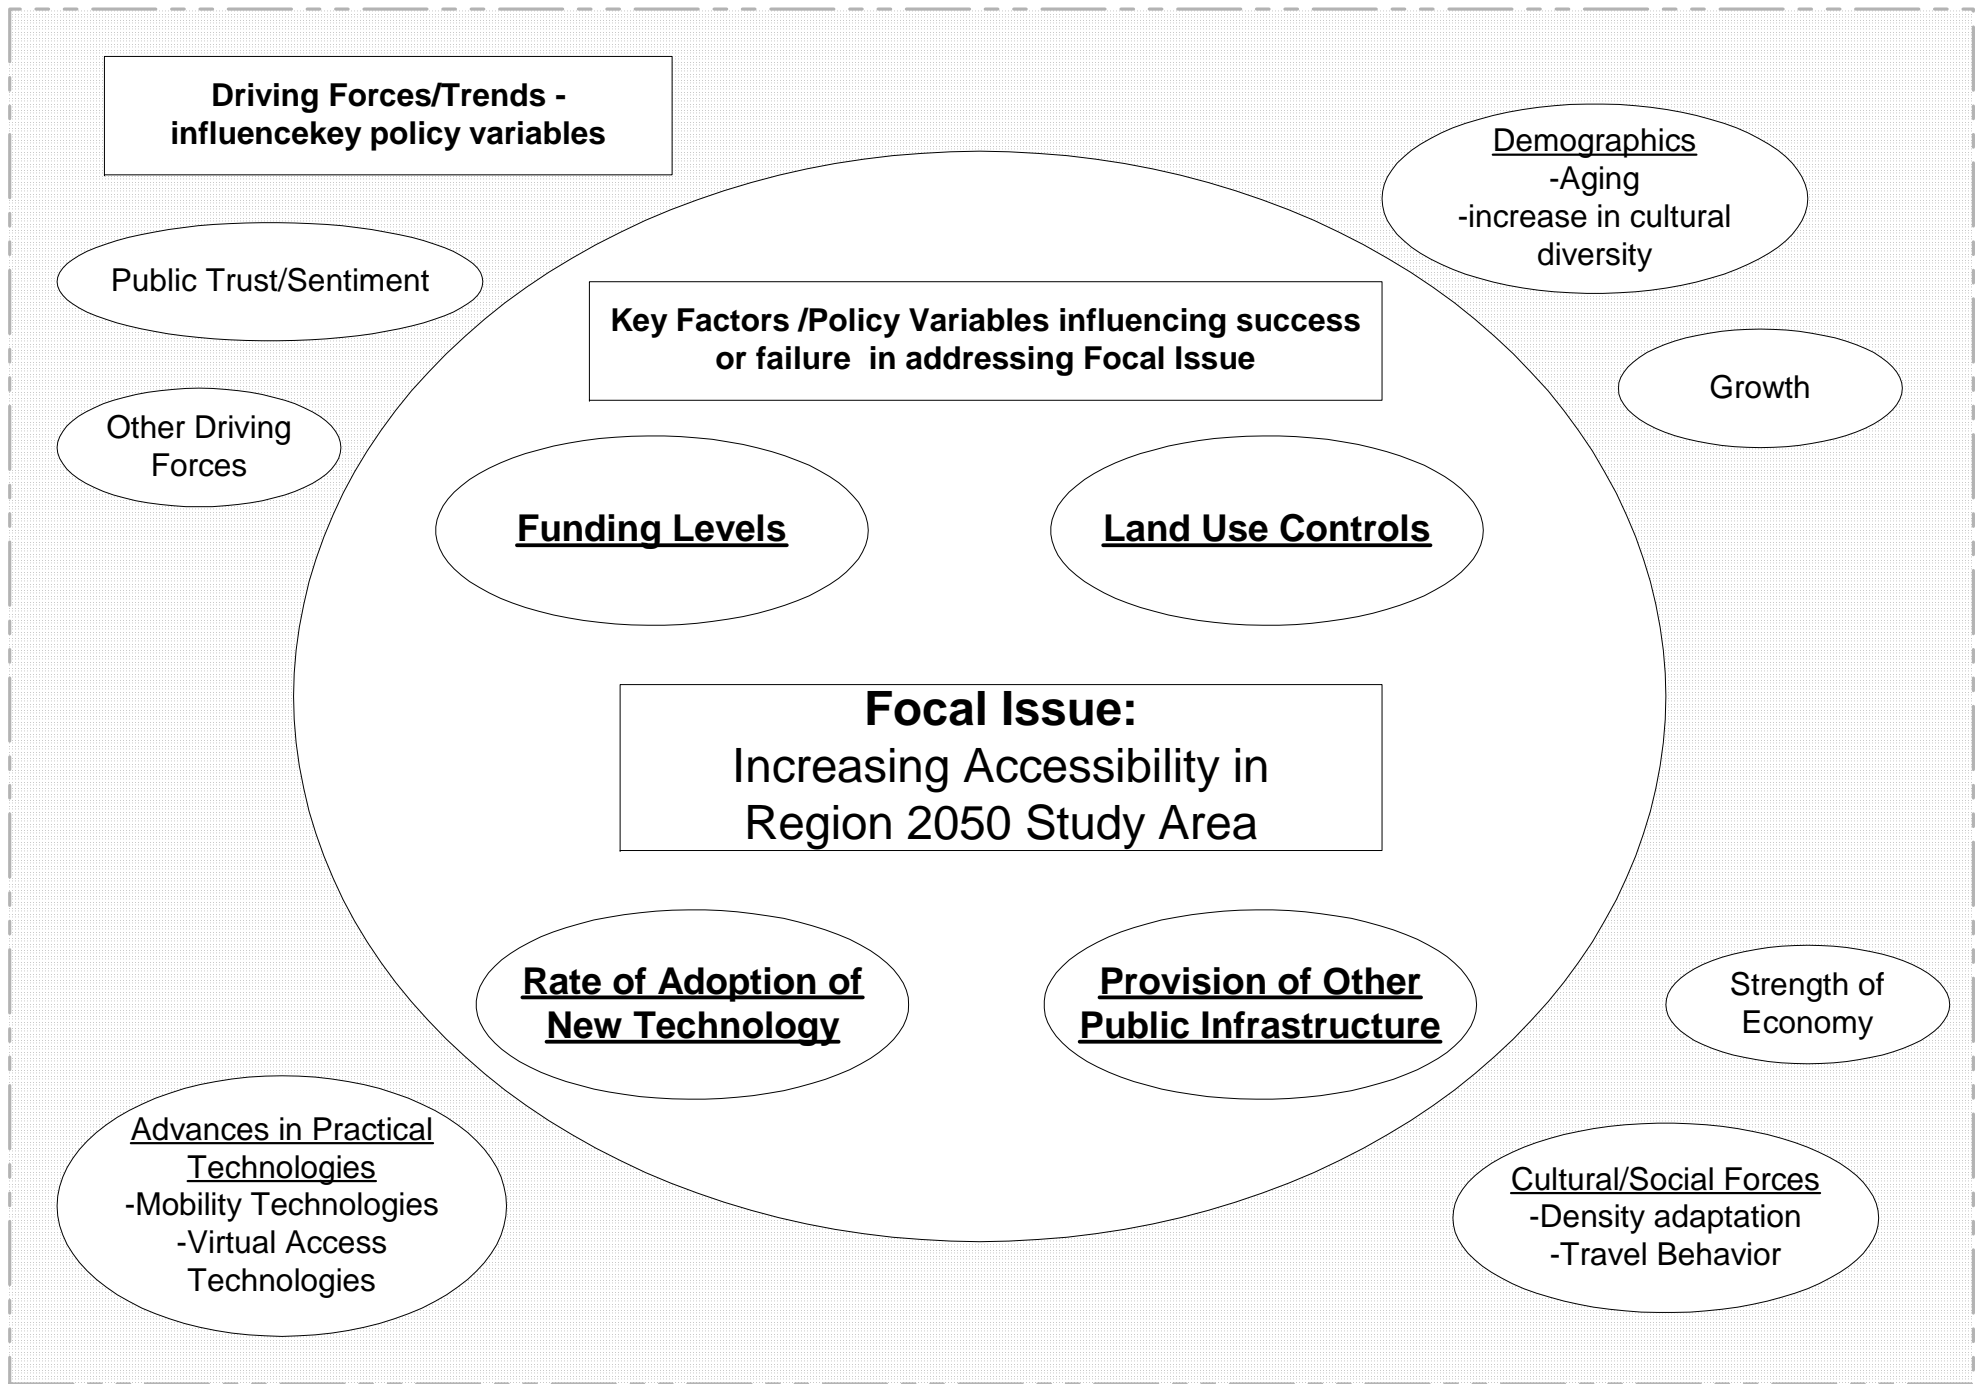 Driving Forces/Trends -
influencekey policy variables
Demographics
-Aging
-increase in cultural
diversity
Public Trust/Sentiment
Key Factors /Policy Variables influencing success
or failure  in addressing Focal Issue
Growth
Other Driving
Forces
Funding Levels
Land Use Controls
Focal Issue:
Increasing Accessibility in
Region 2050 Study Area
Rate of Adoption of
New Technology
Provision of Other
Public Infrastructure
Strength of
Economy
Advances in Practical
Technologies
-Mobility Technologies
-Virtual Access
Technologies
Cultural/Social Forces
-Density adaptation
-Travel Behavior